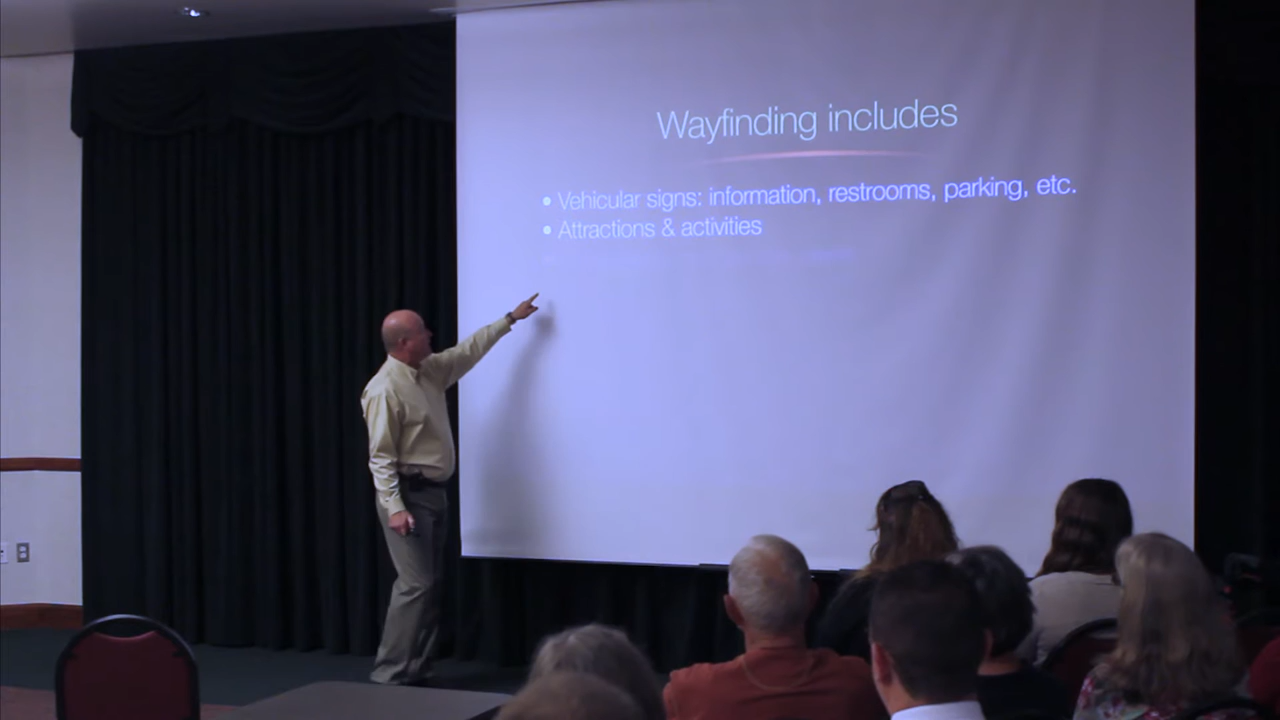 Wayfinding includes
• Vehicular signs: information, restrooms, parking, etc.
• Attractions & activities